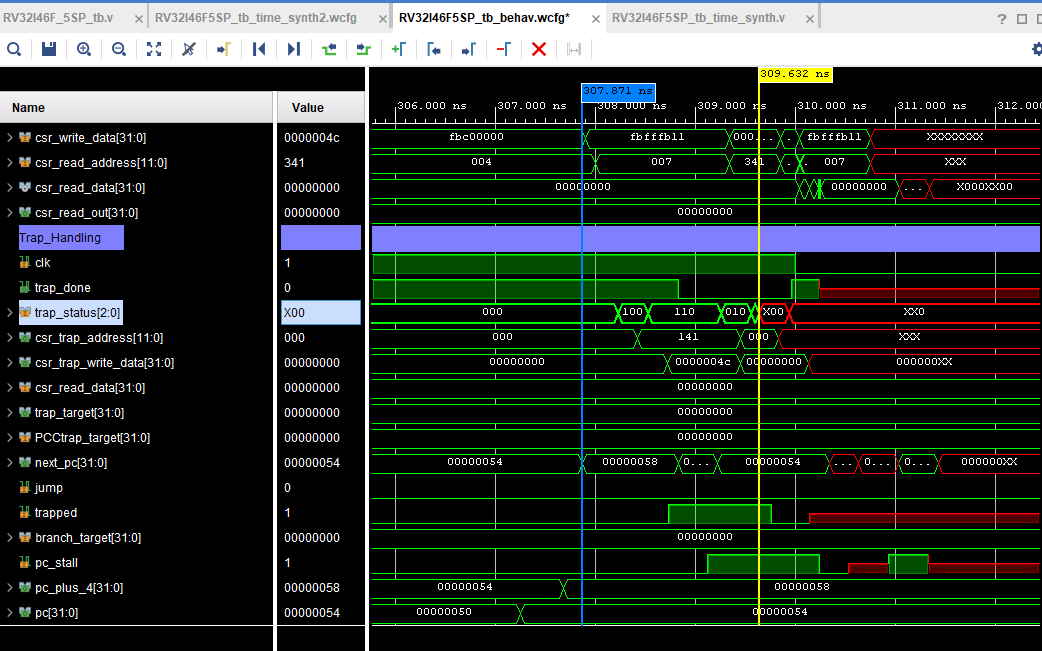 RV32I46F_5SP_tb.v × RV32I46F5SP_tb_time_synth2.wcfg × RV32I46F5SP_tb_behav.wcfg* × RV32I46F5SP_tb_time_synth.v ×
309.632 ns
307.871 ns
Name Value 306.000 ns 307.000 ns 308.000 ns 309.000 ns 310.000 ns 311.000 ns 312.00
csr_write_data[31:0] 0000004c fbc00000 fbfffb11 000... ... fbfffb11 XXXXXXXX
csr_read_address[11:0] 341 004 007 341 ... 007 XXX
csr_read_data[31:0] 00000000 00000000 00000000 ... X000XX00
csr_read_out[31:0] 00000000 00000000
Trap_Handling
clk 1
trap_done 0
trap_status[2:0] X00 000 100 110 010 X00 XX0
csr_trap_address[11:0] 000 000 141 000 XXX
csr_trap_write_data[31:0] 00000000 00000000 0000004c 00000000 000000XX
csr_read_data[31:0] 00000000 00000000
trap_target[31:0] 00000000 00000000
PCCtrap_target[31:0] 00000000 00000000
next_pc[31:0] 00000054 00000054 00000058 0... 00000054 ... 0... 0... 000000XX
jump 0
trapped 1
branch_target[31:0] 00000000 00000000
pc_stall 1
pc_plus_4[31:0] 00000058 00000054 00000058
pc[31:0] 00000054 00000050 00000054